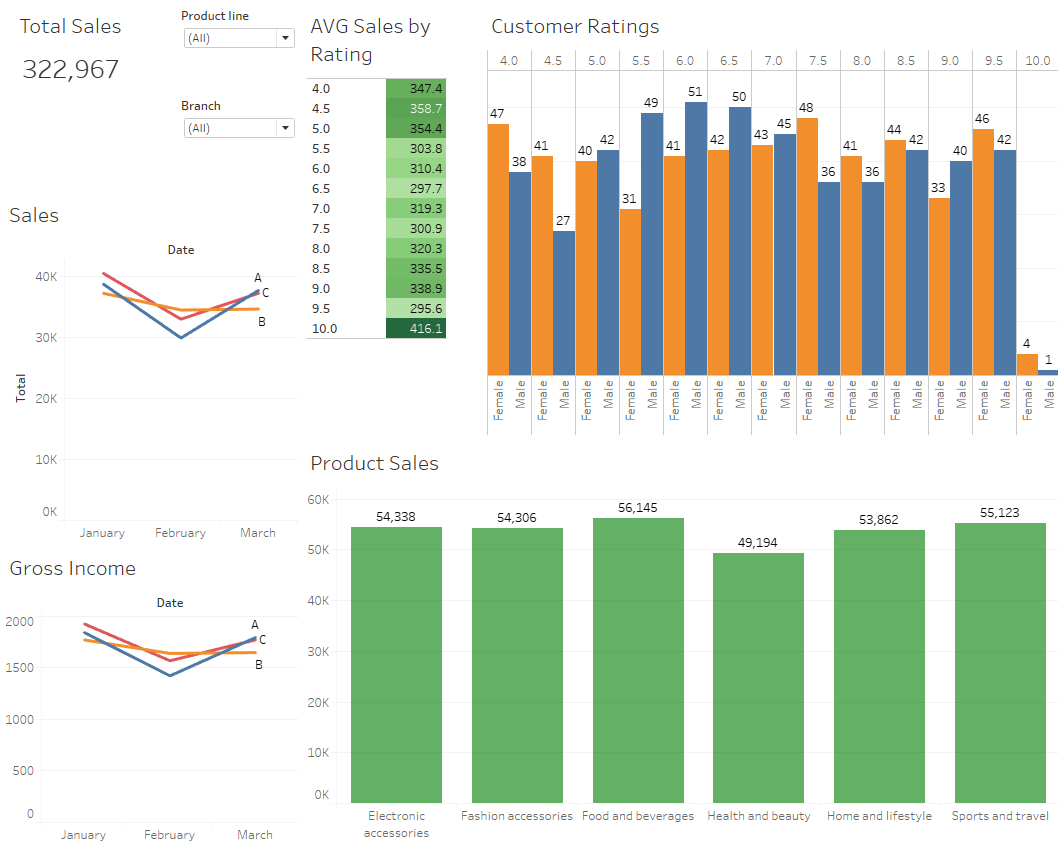 Total Sales
322,967
Product line
(All)
Branch
(All)
AVG Sales by
Rating
4.0 347.4
4.5 358.7
5.0 354.4
5.5 303.8
6.0 310.4
6.5 297.7
7.0 319.3
7.5 300.9
8.0 320.3
8.5 335.5
9.0 338.9
9.5 295.6
10.0 416.1
Customer Ratings
4.0 4.5 5.0 5.5 6.0 6.5 7.0 7.5 8.0 8.5 9.0 9.5 10.0
47 38 41 27 40 42 31 49 41 51 42 50 43 45 48 36 41 36 44 42 33 40 46 42 4 1
Female Male Female Male Female Male Female Male Female Male Female Male Female Male Female Male Female Male Female Male Female Male Female Male Female Male
Sales
Date
40K
30K
20K
10K
0K
Total
A
C
B
January February March
Gross Income
Date
2000
1500
1000
500
0
A
C
B
January February March
Product Sales
60K
50K
40K
30K
20K
10K
0K
54,338 54,306 56,145 49,194 53,862 55,123
Electronic
accessories
Fashion accessories
Food and beverages
Health and beauty
Home and lifestyle
Sports and travel